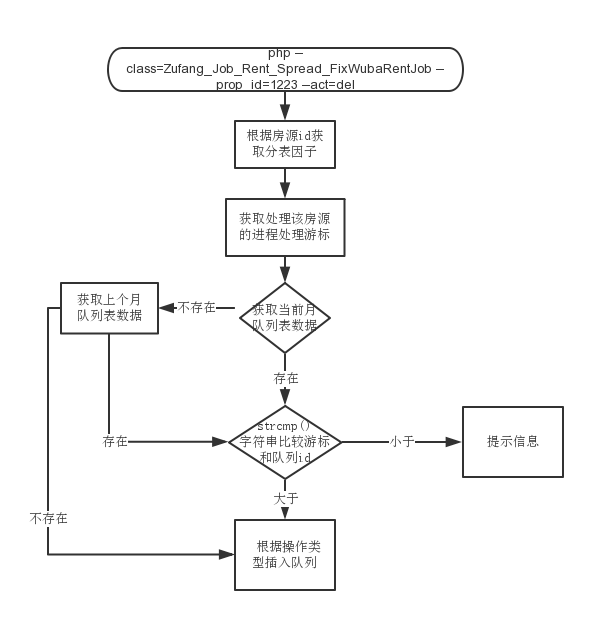 php –
class=Zufang_Job_Rent_Spread_FixWubaRentJob –
prop_id=1223 –act=del
根据房源id获
取分表因子
获取处理该房源
的进程处理游标
获取上个月
队列表数据
不存在
获取当前月
队列表数据
存在
存在
strcmp()
字符串比较游标
和队列id
小于
提示信息
大于
不存在
根据操作类
型插入队列